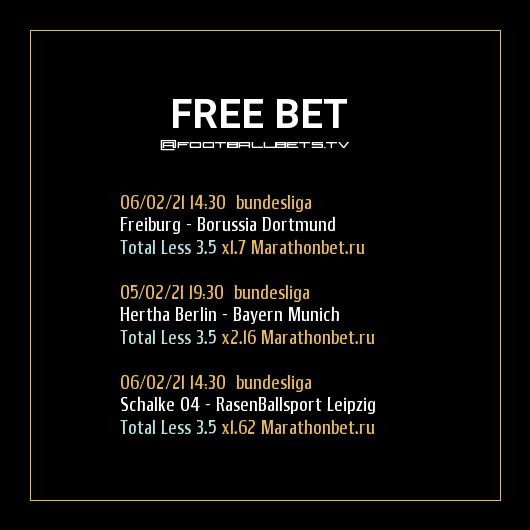 FREE BET
@FOOTBALLBETS.TV
06/02/21 14:30 bundesliga
Freiburg - Borussia Dortmund
Total Less 3.5 x1.7 Marathonbet.ru
05/02/21 19:30 bundesliga
Hertha Berlin - Bayern Munich
Total Less 3.5 x2.16 Marathonbet.ru
06/02/21 14:30 bundesliga
Schalke 04 - RasenBallsport Leipzig
Total Less 3.5 x1.62 Marathonbet.ru